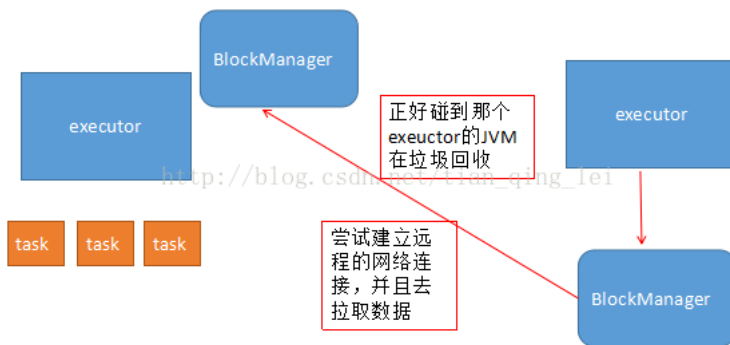 BlockManager
executor
executor
正好碰到那个
exeuctor的JVM
在垃圾回收
http://blog.csdn.net/tian_qing_lei
task
task
task
尝试建立远
程的网络连
接，并且去
拉取数据
BlockManager